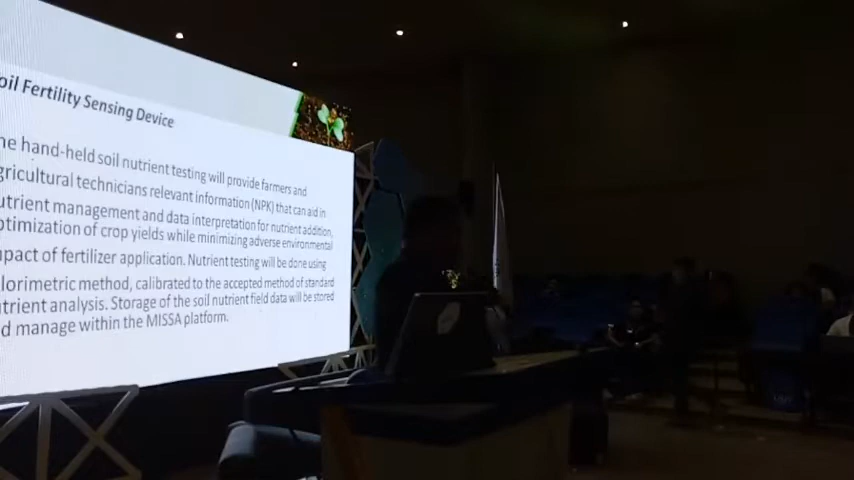 oil Fertility Sensing Device
he hand-held soil nutrient testing will provide farmers and
gricultural technicians relevant information (NPK) that can aid in
utrient management and data interpretation for nutrient addition,
ptimization of crop yields while minimizing adverse environmental
mpact of fertilizer application. Nutrient testing will be done using
lorimetric method, calibrated to the accepted method of standard
utrient analysis. Storage of the soil nutrient field data will be stored
d manage within the MISSA platform.